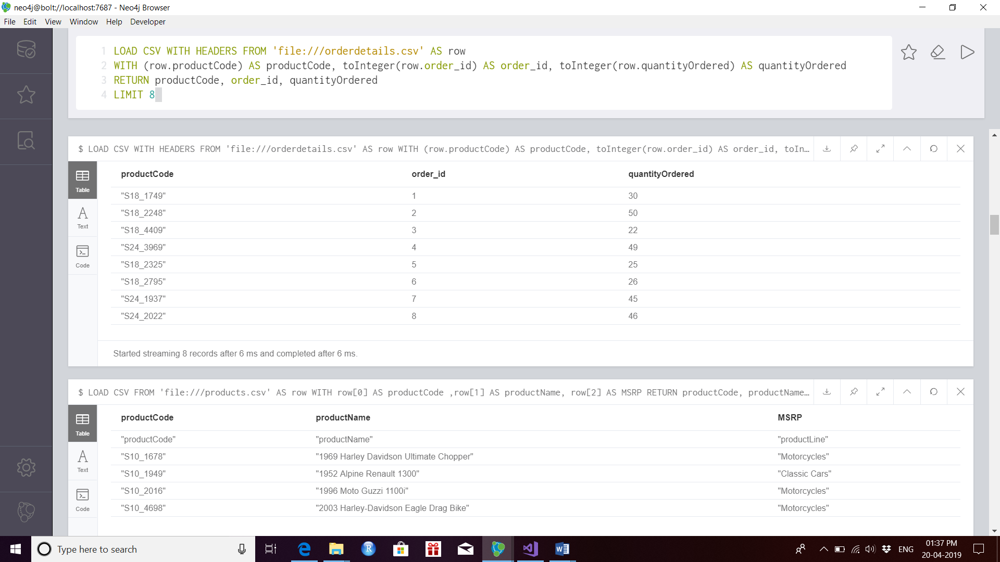 neo4j@bolt://localhost:7687 - Neo4j Browser
File Edit View Window Help Developer
1 LOAD CSV WITH HEADERS FROM 'file:///orderdetails.csv' AS row
2 WITH (row.productCode) AS productCode, toInteger(row.order_id) AS order_id, toInteger(row.quantityOrdered) AS quantityOrdered
3 RETURN productCode, order_id, quantityOrdered
4 LIMIT 8
$ LOAD CSV WITH HEADERS FROM 'file:///orderdetails.csv' AS row WITH (row.productCode) AS productCode, toInteger(row.order_id) AS order_id, toIn…
Table
Text
Code
productCode order_id quantityOrdered
"S18_1749" 1 30
"S18_2248" 2 50
"S18_4409" 3 22
"S24_3969" 4 49
"S18_2325" 5 25
"S18_2795" 6 26
"S24_1937" 7 45
"S24_2022" 8 46
Started streaming 8 records after 6 ms and completed after 6 ms.
$ LOAD CSV FROM 'file:///products.csv' AS row WITH row[0] AS productCode ,row[1] AS productName, row[2] AS MSRP RETURN productCode, productName…
Table
Text
Code
productCode productName MSRP
"productCode" "productName" "productLine"
"S10_1678" "1969 Harley Davidson Ultimate Chopper" "Motorcycles"
"S10_1949" "1952 Alpine Renault 1300" "Classic Cars"
"S10_2016" "1996 Moto Guzzi 1100i" "Motorcycles"
"S10_4698" "2003 Harley-Davidson Eagle Drag Bike" "Motorcycles"
Type here to search
R
W
ENG
01:37 PM
20-04-2019